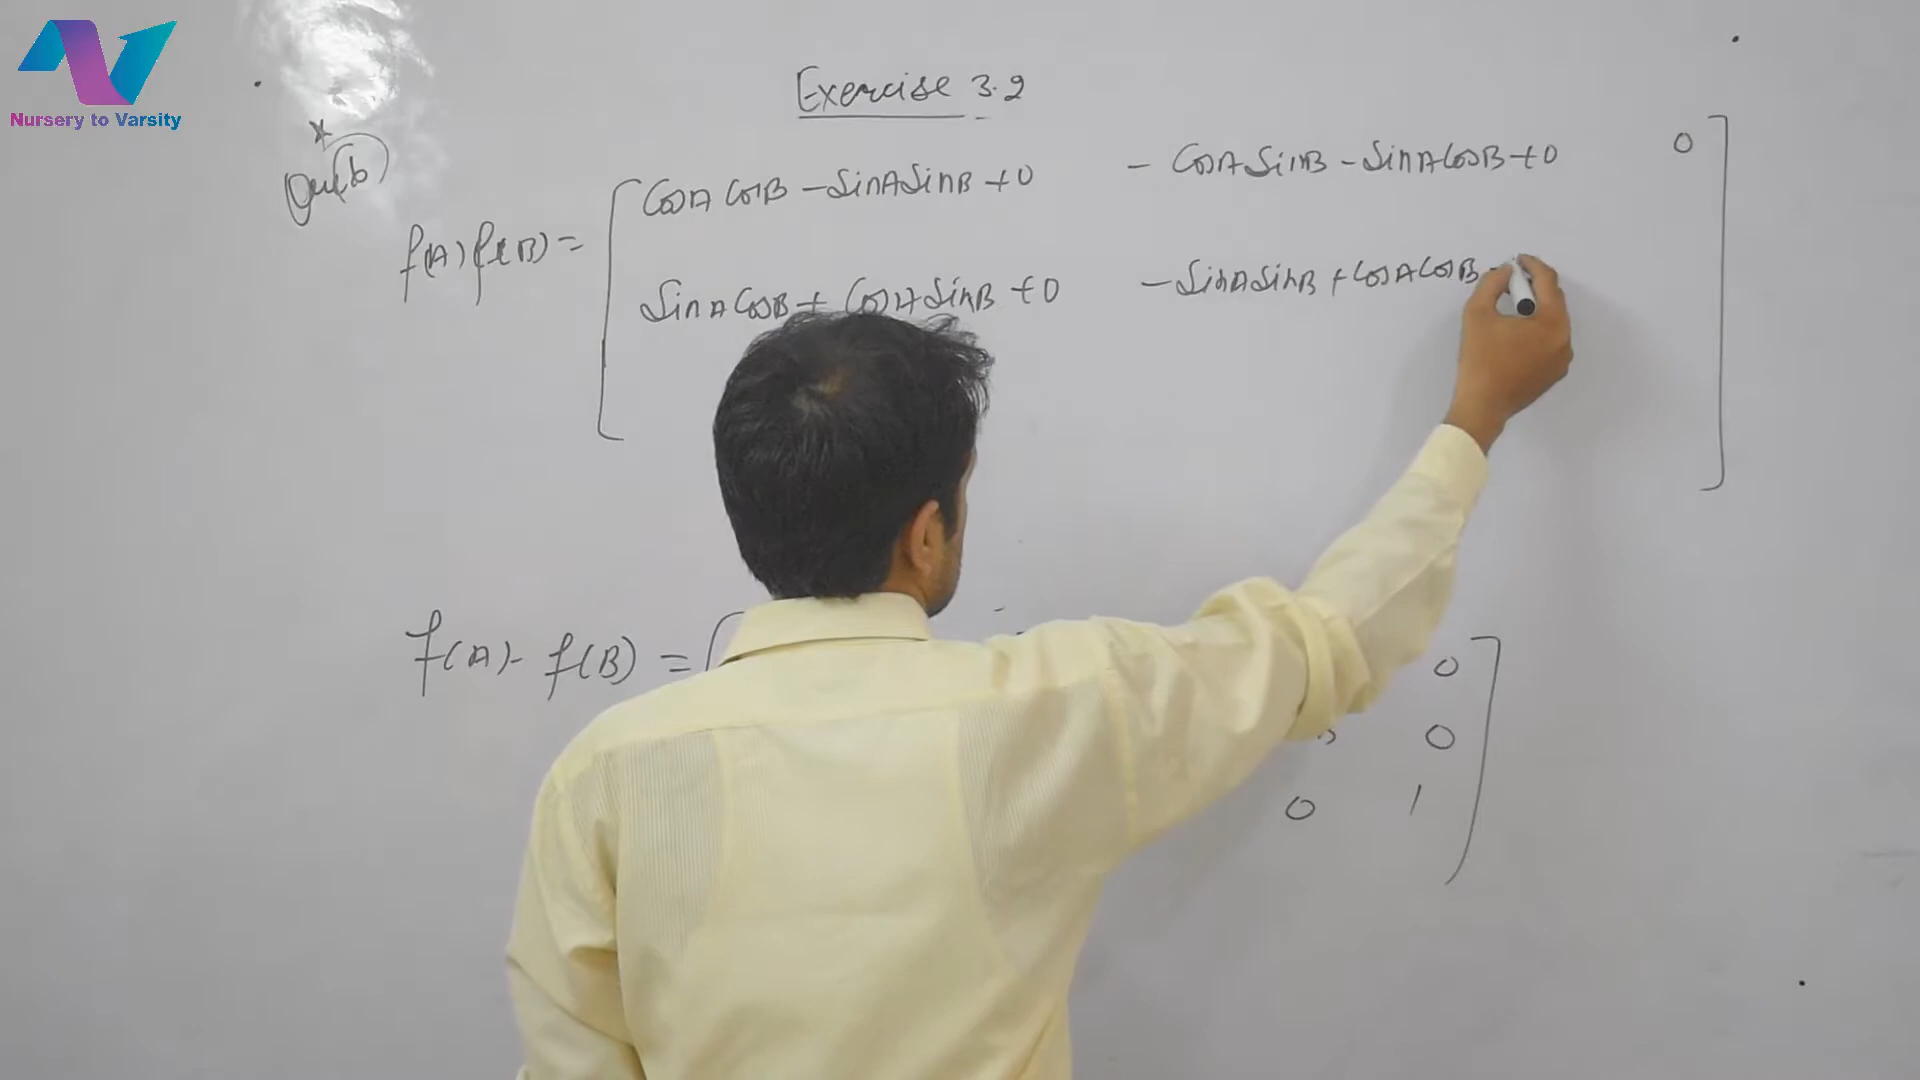 Nursery to Varsity
Exercise 3.2
f(A) f(B) = CosA CosB - SinA SinB + 0 - CosA SinB - SinA CosB + 0 0
SinA CosB + CosA SinB + 0 - SinA SinB + CosA CosB
f(A) - f(B) = 0
0
0 1